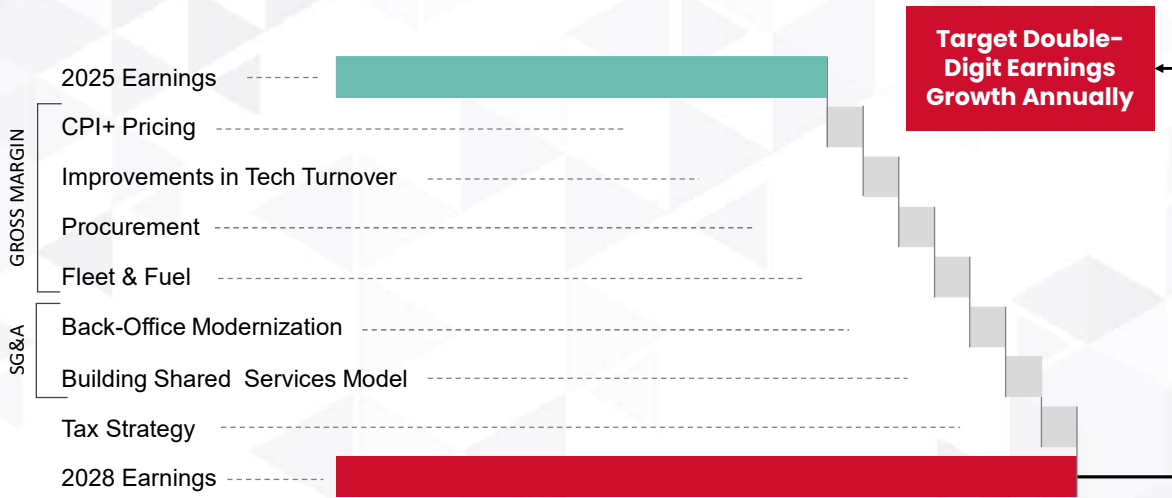 Target Double-
Digit Earnings
Growth Annually
2025 Earnings
GROSS MARGIN
CPI+ Pricing
Improvements in Tech Turnover
Procurement
Fleet & Fuel
SG&A
Back-Office Modernization
Building Shared Services Model
Tax Strategy
2028 Earnings